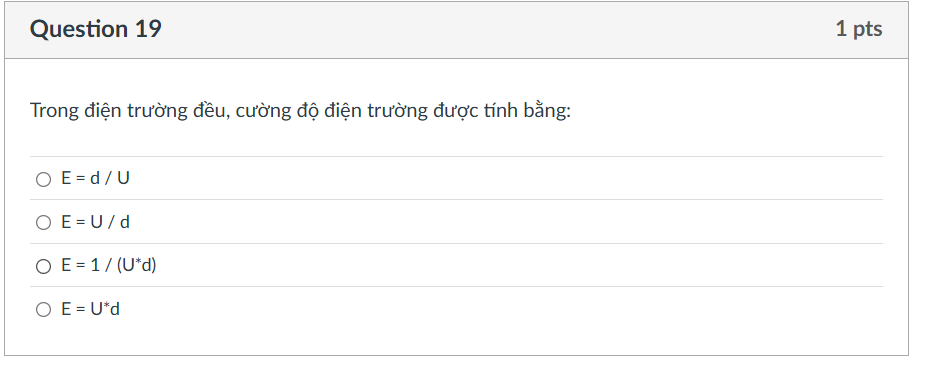 Question 19
1 pts
Trong điện trường đều, cường độ điện trường được tính bằng:
E = d / U
E = U / d
E = 1 / (U*d)
E = U*d